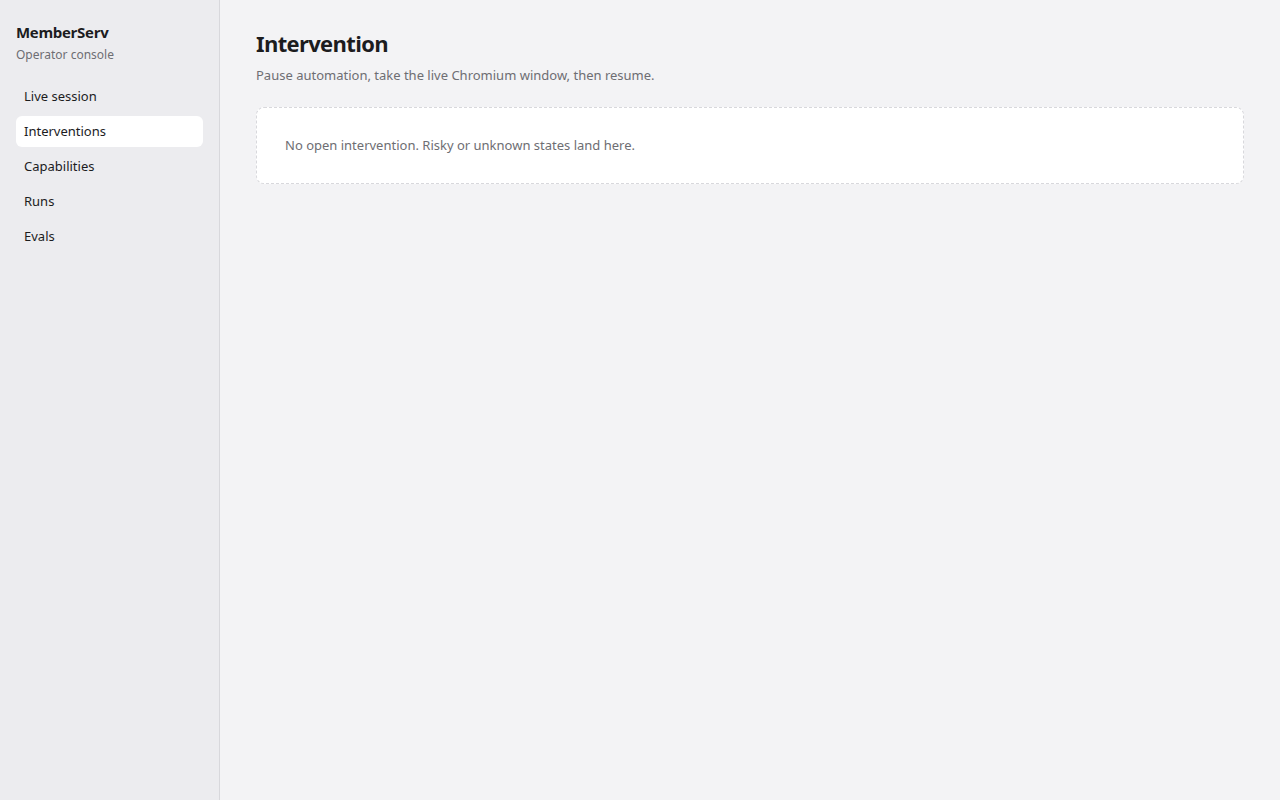 MemberServ
Operator console
Live session
Interventions
Capabilities
Runs
Evals
Intervention
Pause automation, take the live Chromium window, then resume.
No open intervention. Risky or unknown states land here.